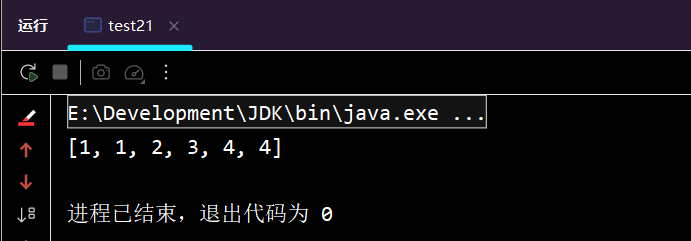 运行 test21
E:\Development\JDK\bin\java.exe ...
[1, 1, 2, 3, 4, 4]
进程已结束，退出代码为 0